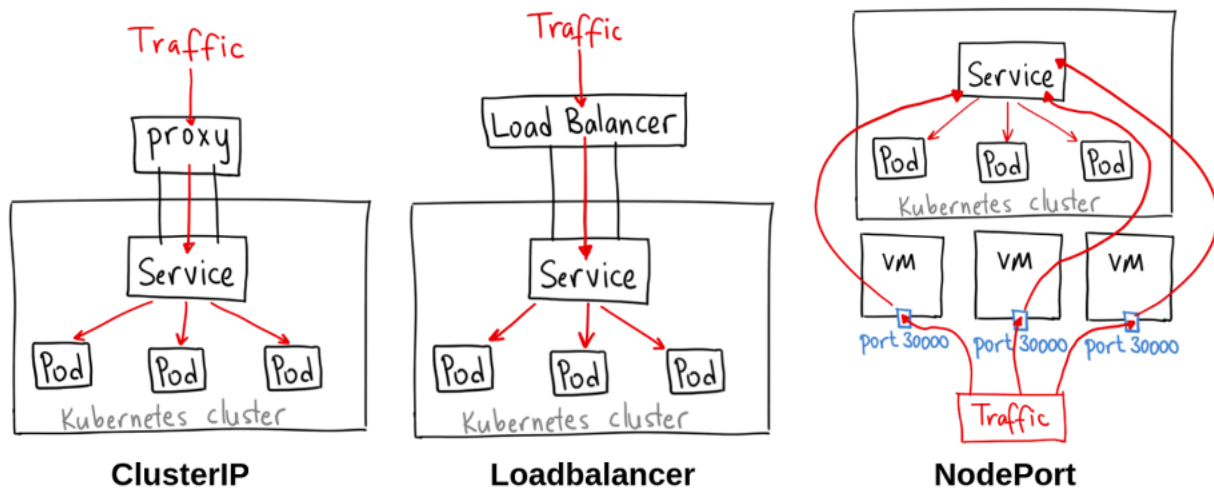 Traffic
proxy
Service
Pod
Pod
Pod
Kubernetes cluster
ClusterIP
Traffic
Load Balancer
Service
Pod
Pod
Pod
Kubernetes cluster
Loadbalancer
Service
Pod
Pod
Pod
Kubernetes cluster
VM
VM
VM
port 30000
port 30000
port 30000
Traffic
NodePort